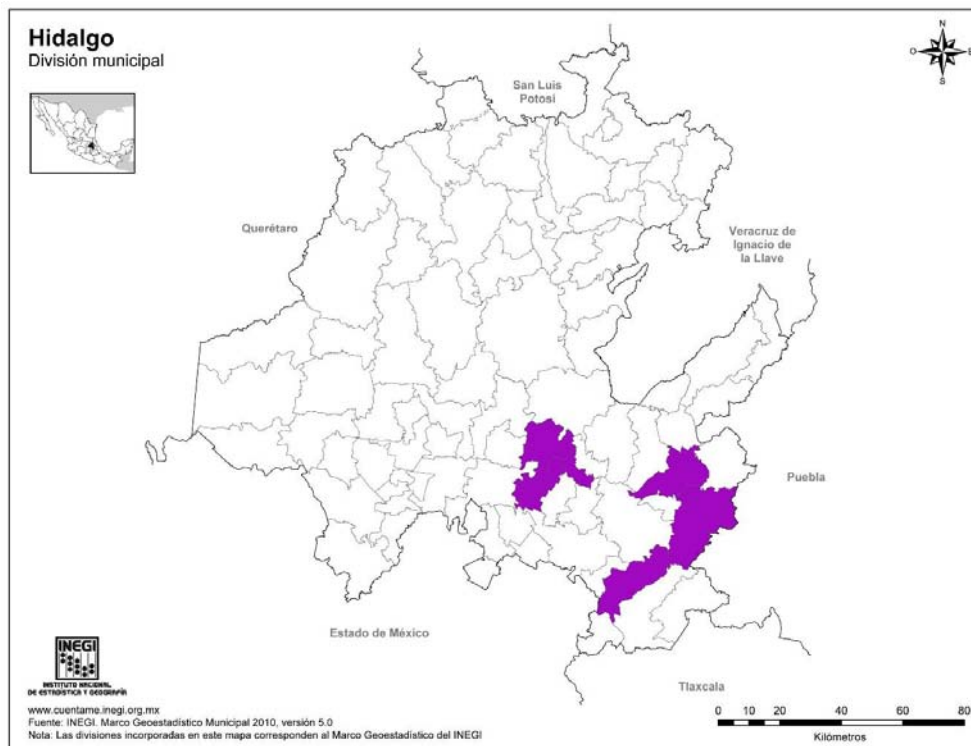 Hidalgo
División municipal
N
O
E
S
San Luis
Potosí
Querétaro
Veracruz de
Ignacio de
la Llave
Puebla
Estado de México
Tlaxcala
INEGI
INSTITUTO NACIONAL
DE ESTADÍSTICA Y GEOGRAFÍA
www.cuentame.inegi.org.mx
Fuente: INEGI. Marco Geoestadístico Municipal 2010, versión 5.0
Nota: Las divisiones incorporadas en este mapa corresponden al Marco Geoestadístico del INEGI
0 10 20 40 60 80
Kilómetros